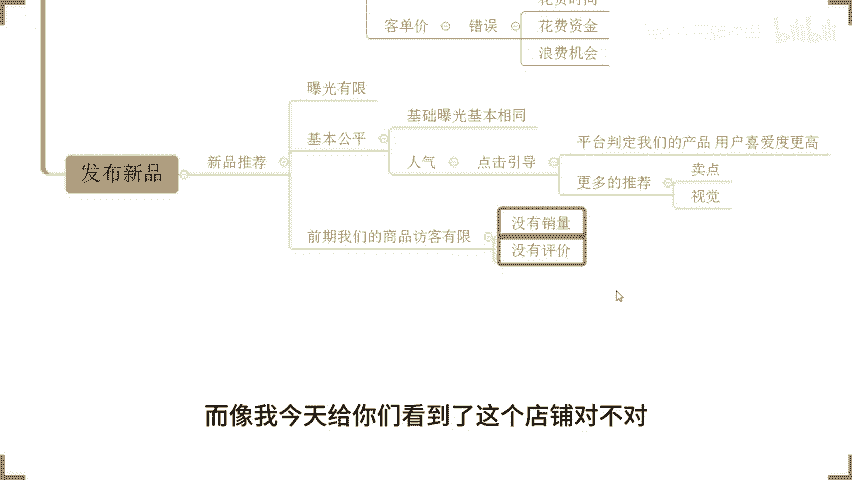 花费时间
客单价
错误
花费资金
浪费机会
bilibili
曝光有限
基础曝光基本相同
基本公平
平台判定我们的产品 用户喜爱度更高
新品推荐
人气
点击引导
卖点
发布新品
更多的推荐
视觉
没有销量
前期我们的商品访客有限
没有评价
而像我今天给你们看到了这个店铺对不对